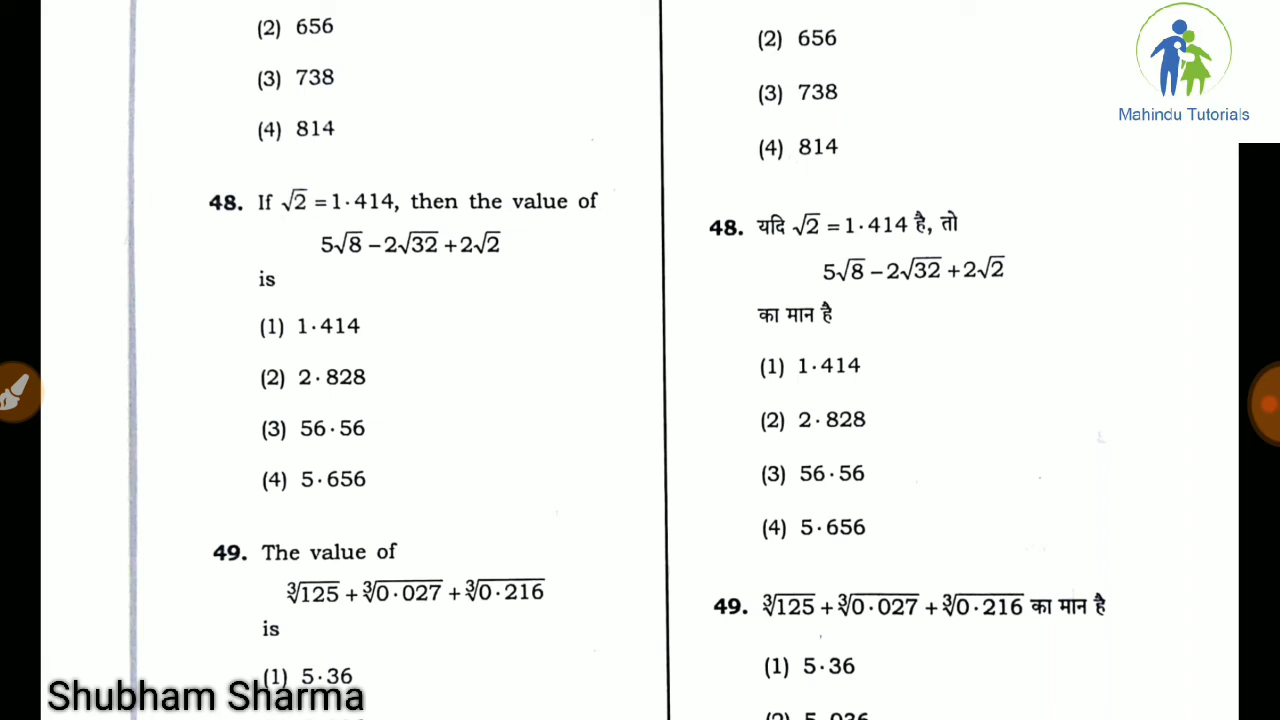 (2) 656
(3) 738
(4) 814
48. If √2 = 1·414, then the value of
5√8 – 2√32 + 2√2
is
(1) 1·414
(2) 2·828
(3) 56·56
(4) 5·656
49. The value of
∛125 + ∛0·027 + ∛0·216
is
(1) 5·36
Shubham Sharma
(2) 656
(3) 738
(4) 814
48. यदि √2 = 1·414 है, तो
5√8 – 2√32 + 2√2
का मान है
(1) 1·414
(2) 2·828
(3) 56·56
(4) 5·656
49. ∛125 + ∛0·027 + ∛0·216 का मान है
(1) 5·36
Mahindu Tutorials